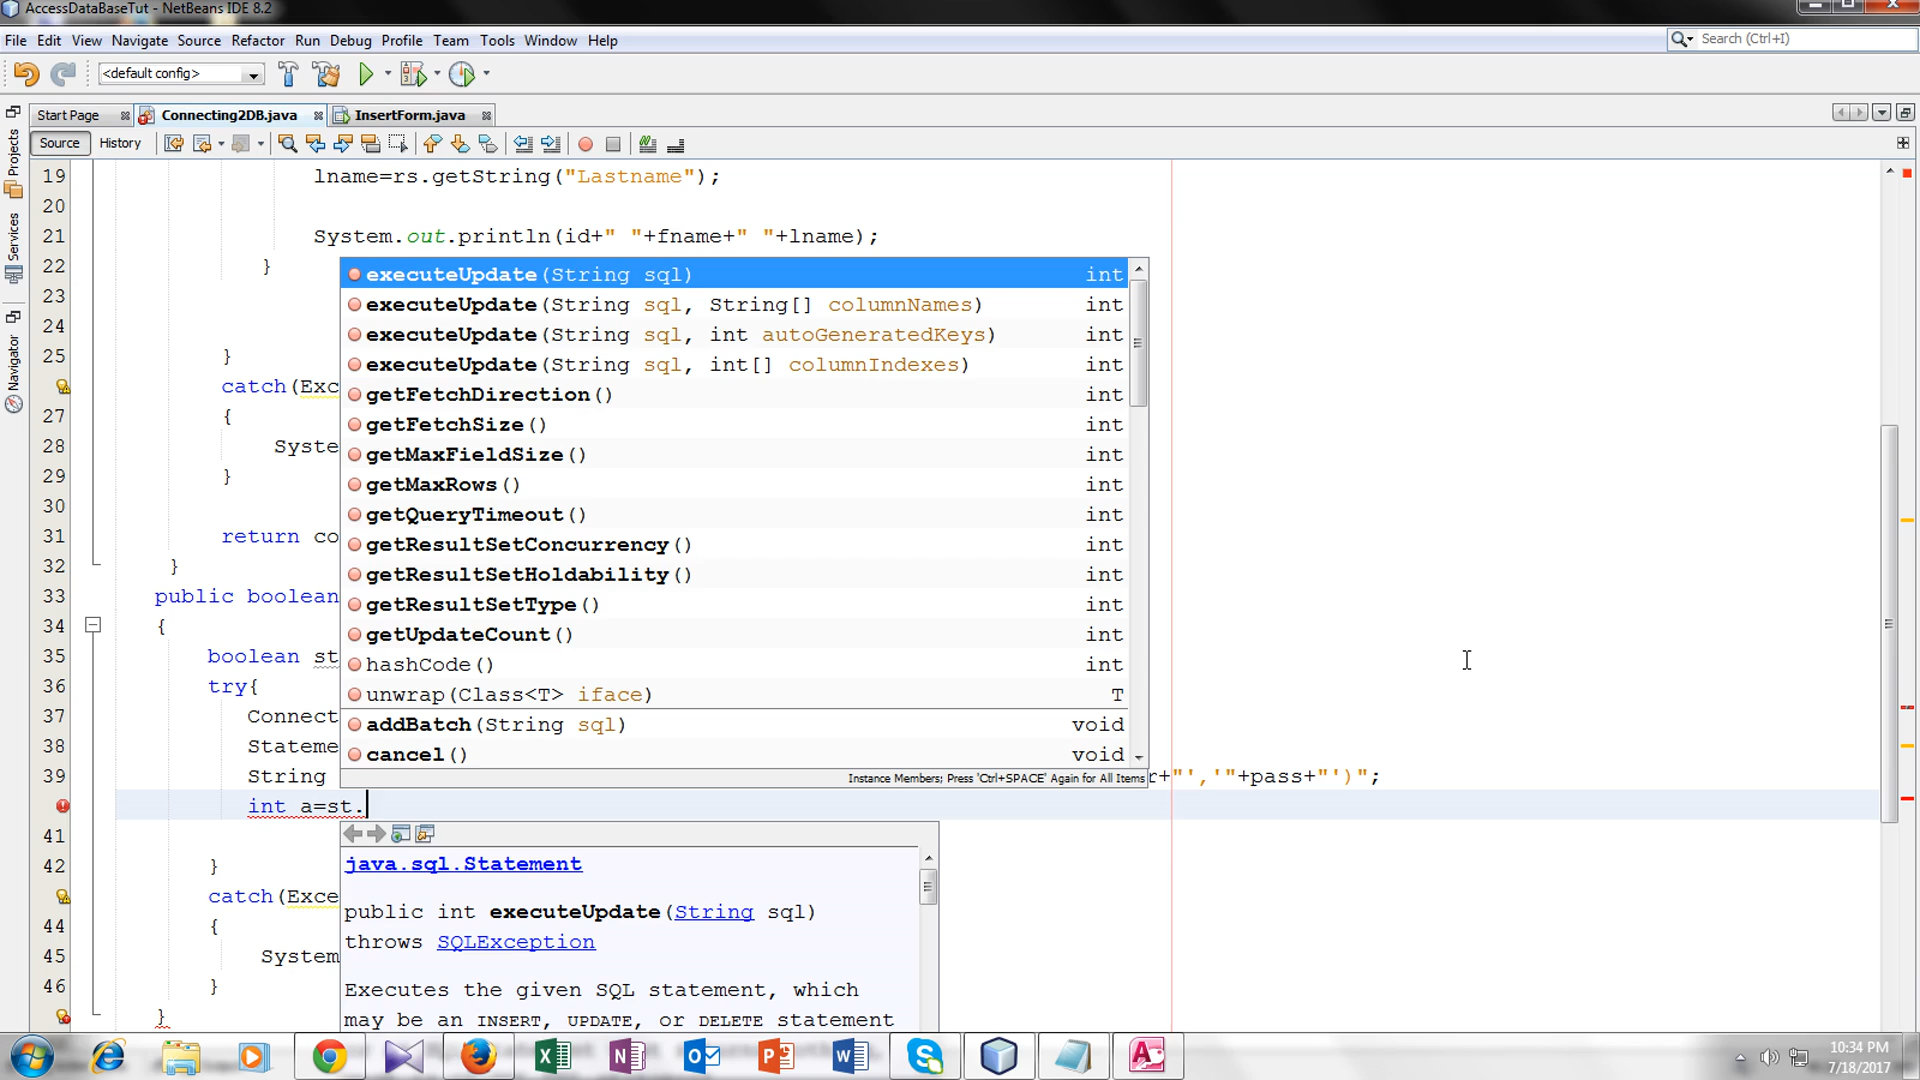 AccessDataBaseTut - NetBeans IDE 8.2
File Edit View Navigate Source Refactor Run Debug Profile Team Tools Window Help
Search (Ctrl+I)
<default config>
Start Page Connecting2DB.java InsertForm.java
Source History
Projects
Services
Navigator
19 lname=rs.getString("Lastname");
20
21 System.out.println(id+" "+fname+" "+lname);
22 }
23
24
25 }
catch(Exc
27 {
28 Syste
29 }
30
31 return co
32 }
33 public boolean
34 {
35 boolean st
36 try{
37 Connect
38 Stateme
39 String r+"','"+pass+"')";
int a=st.
41
42 }
catch(Exce
44 {
45 System
46 }
}
executeUpdate(String sql) int
executeUpdate(String sql, String[] columnNames) int
executeUpdate(String sql, int autoGeneratedKeys) int
executeUpdate(String sql, int[] columnIndexes) int
getFetchDirection() int
getFetchSize() int
getMaxFieldSize() int
getMaxRows() int
getQueryTimeout() int
getResultSetConcurrency() int
getResultSetHoldability() int
getResultSetType() int
getUpdateCount() int
hashCode() int
unwrap(Class<T> iface) T
addBatch(String sql) void
cancel() void
Instance Members; Press 'Ctrl+SPACE' Again for All Items
java.sql.Statement
public int executeUpdate(String sql)
throws SQLException
Executes the given SQL statement, which
may be an INSERT, UPDATE, or DELETE statement
10:34 PM
7/18/2017